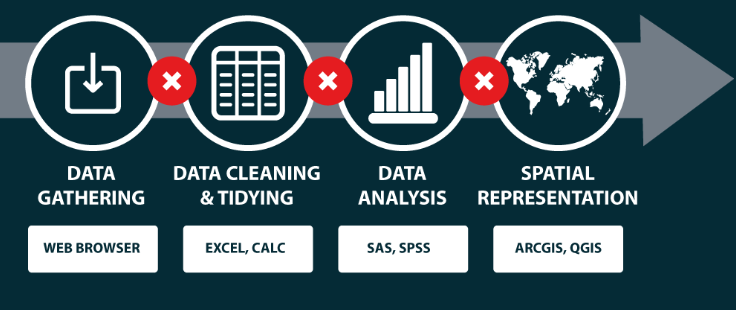 DATA
GATHERING
DATA CLEANING
& TIDYING
DATA
ANALYSIS
SPATIAL
REPRESENTATION
WEB BROWSER
EXCEL, CALC
SAS, SPSS
ARCGIS, QGIS